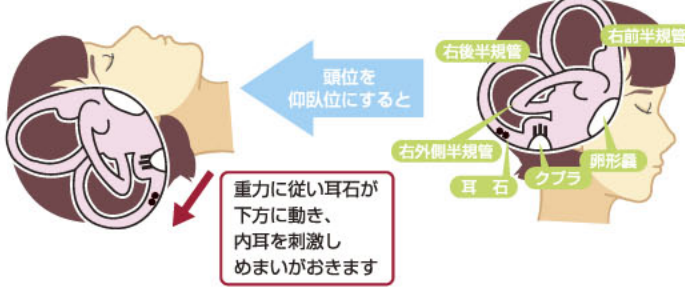 右後半規管
右前半規管
頭位を
仰臥位にすると
右外側半規管
卵形嚢
耳 石
クプラ
重力に従い耳石が
下方に動き、
内耳を刺激し
めまいがおきます